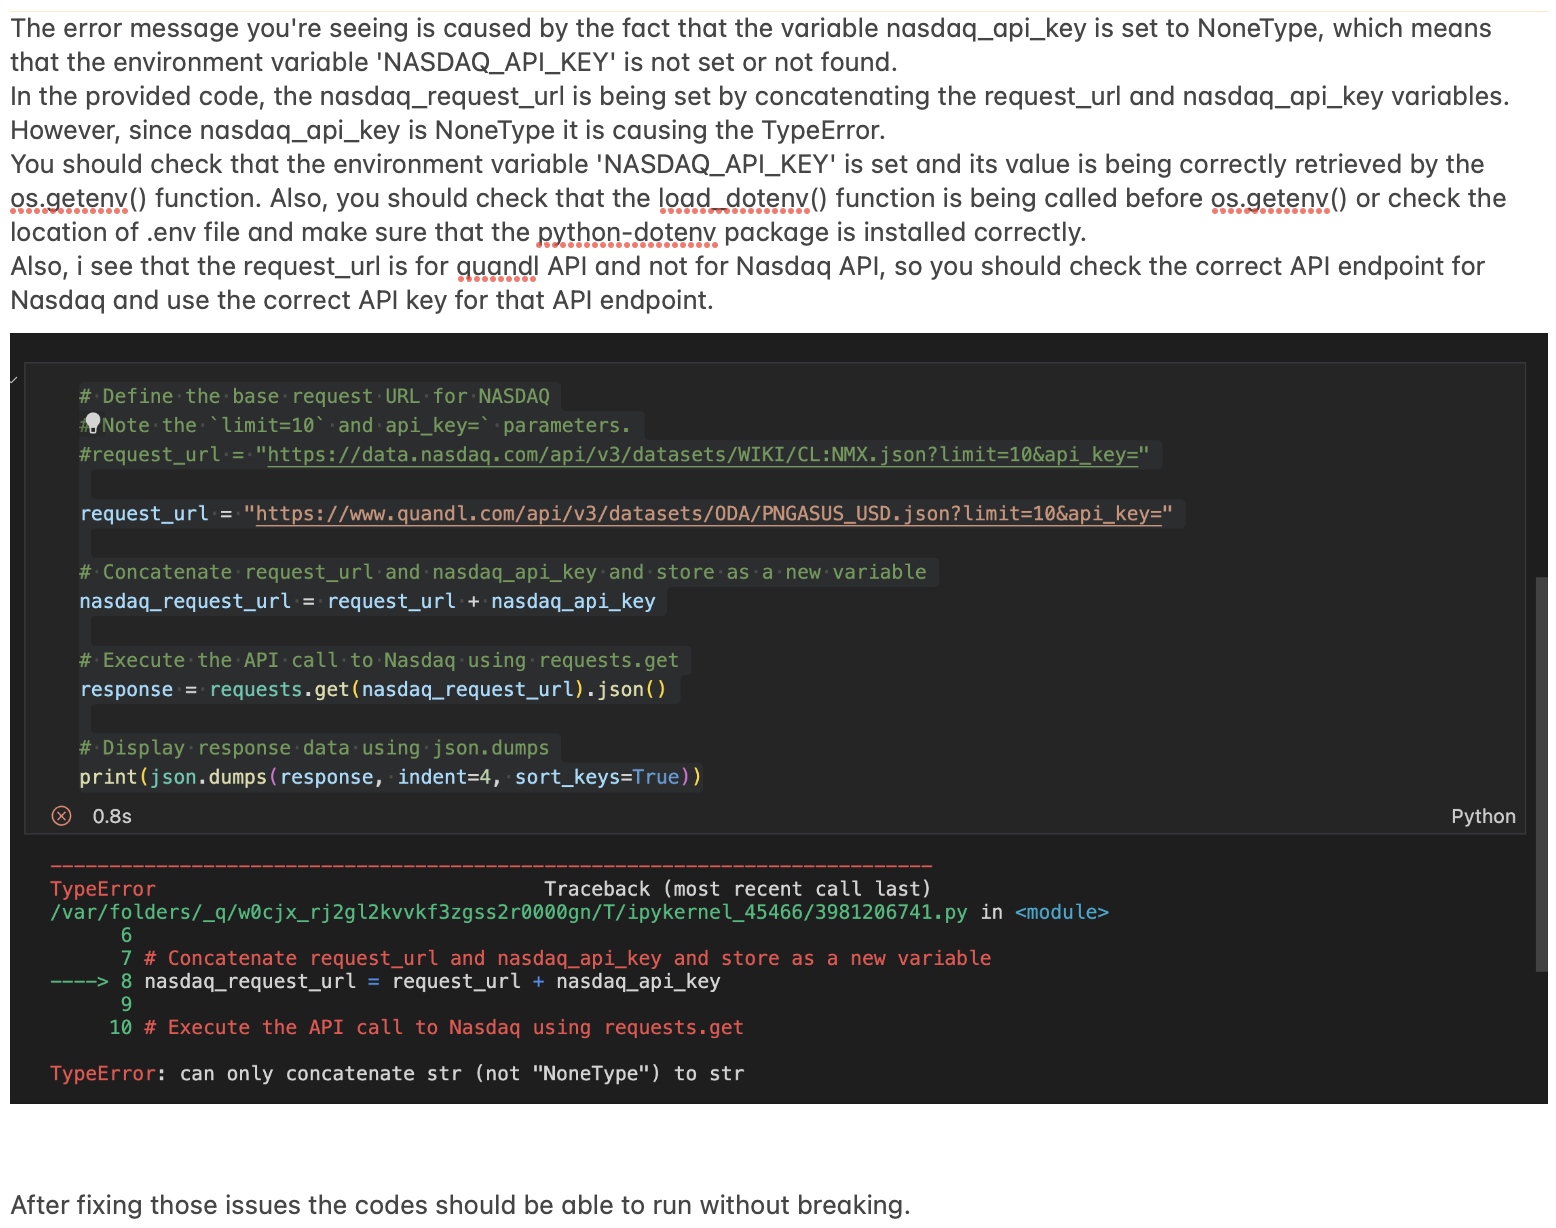 The error message you're seeing is caused by the fact that the variable nasdaq_api_key is set to NoneType, which means
that the environment variable 'NASDAQ_API_KEY' is not set or not found.
In the provided code, the nasdaq_request_url is being set by concatenating the request_url and nasdaq_api_key variables.
However, since nasdaq_api_key is NoneType it is causing the TypeError.
You should check that the environment variable 'NASDAQ_API_KEY' is set and its value is being correctly retrieved by the
os.getenv() function. Also, you should check that the load_dotenv() function is being called before os.getenv() or check the
location of .env file and make sure that the python-dotenv package is installed correctly.
Also, i see that the request_url is for quandl API and not for Nasdaq API, so you should check the correct API endpoint for
Nasdaq and use the correct API key for that API endpoint.
# Define the base request URL for NASDAQ
# Note the `limit=10` and api_key=` parameters.
#request_url = "https://data.nasdaq.com/api/v3/datasets/WIKI/CL:NMX.json?limit=10&api_key="
request_url = "https://www.quandl.com/api/v3/datasets/ODA/PNGASUS_USD.json?limit=10&api_key="
# Concatenate request_url and nasdaq_api_key and store as a new variable
nasdaq_request_url = request_url + nasdaq_api_key
# Execute the API call to Nasdaq using requests.get
response = requests.get(nasdaq_request_url).json()
# Display response data using json.dumps
print(json.dumps(response, indent=4, sort_keys=True))
0.8s Python
---------------------------------------------------------------------------
TypeError Traceback (most recent call last)
/var/folders/_q/w0cjx_rj2gl2kvvkf3zgss2r0000gn/T/ipykernel_45466/3981206741.py in <module>
6
7 # Concatenate request_url and nasdaq_api_key and store as a new variable
----> 8 nasdaq_request_url = request_url + nasdaq_api_key
9
10 # Execute the API call to Nasdaq using requests.get
TypeError: can only concatenate str (not "NoneType") to str
After fixing those issues the codes should be able to run without breaking.